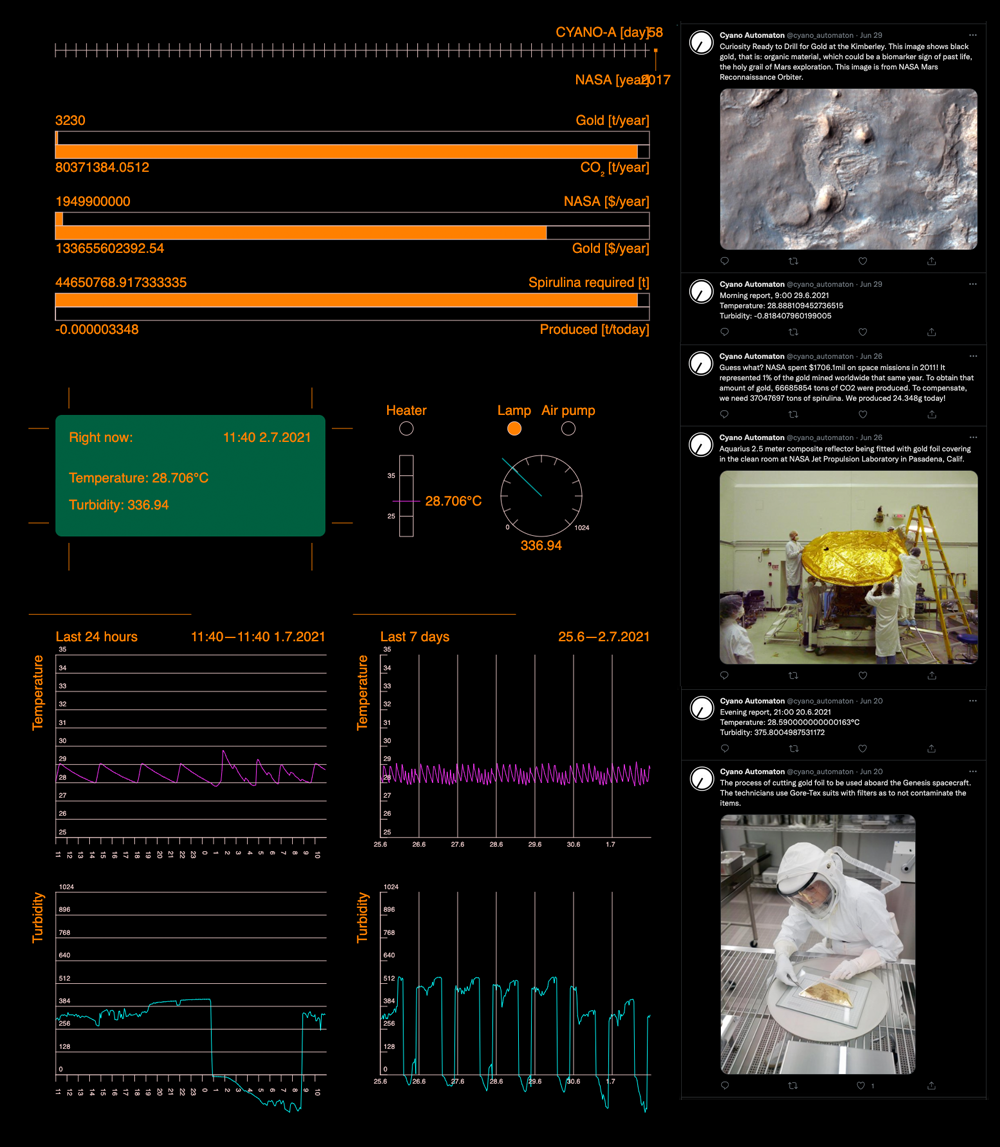 CYANO-A [day]58
NASA [year]2017
3230 Gold [t/year]
80371384.0512 CO2 [t/year]
1949900000 NASA [$/year]
133655602392.54 Gold [$/year]
44650768.917333335 Spirulina required [t]
-0.000003348 Produced [t/today]
Right now: 11:40 2.7.2021
Temperature: 28.706°C
Turbidity: 336.94
Heater
Lamp Air pump
35
28.706°C
25
0 1024
336.94
Last 24 hours 11:40—11:40 1.7.2021
Temperature
35
34
33
32
31
30
29
28
27
26
25
11 12 13 14 15 16 17 18 19 20 21 22 23 0 1 2 3 4 5 6 7 8 9 10
Last 7 days 25.6—2.7.2021
Temperature
35
34
33
32
31
30
29
28
27
26
25
25.6 26.6 27.6 28.6 29.6 30.6 1.7
Turbidity
1024
896
768
640
512
384
256
128
0
11 12 13 14 15 16 17 18 19 20 21 22 23 0 1 2 3 4 5 6 7 8 9 10
Turbidity
1024
896
768
640
512
384
256
128
0
25.6 26.6 27.6 28.6 29.6 30.6 1.7
Cyano Automaton @cyano_automaton · Jun 29
Curiosity Ready to Drill for Gold at the Kimberley. This image shows black
gold, that is: organic material, which could be a biomarker sign of past life,
the holy grail of Mars exploration. This image is from NASA Mars
Reconnaissance Orbiter.
Cyano Automaton @cyano_automaton · Jun 29
Morning report, 9:00 29.6.2021
Temperature: 28.888109452736515
Turbidity: -0.818407960199005
Cyano Automaton @cyano_automaton · Jun 26
Guess what? NASA spent $1706.1mil on space missions in 2011! It
represented 1% of the gold mined worldwide that same year. To obtain that
amount of gold, 66685854 tons of CO2 were produced. To compensate,
we need 37047697 tons of spirulina. We produced 24.348g today!
Cyano Automaton @cyano_automaton · Jun 26
Aquarius 2.5 meter composite reflector being fitted with gold foil covering
in the clean room at NASA Jet Propulsion Laboratory in Pasadena, Calif.
Cyano Automaton @cyano_automaton · Jun 20
Evening report, 21:00 20.6.2021
Temperature: 28.590000000000163°C
Turbidity: 375.8004987531172
Cyano Automaton @cyano_automaton · Jun 20
The process of cutting gold foil to be used aboard the Genesis spacecraft.
The technicians use Gore-Tex suits with filters as to not contaminate the
items.
1